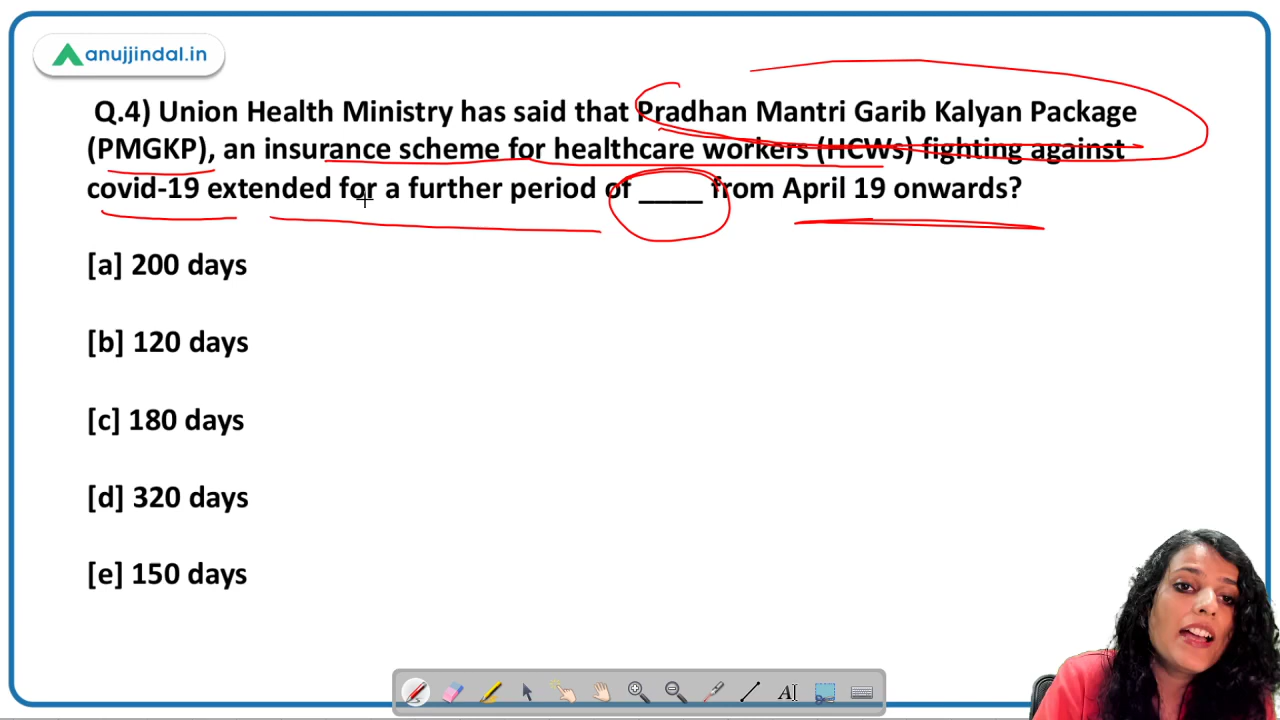 anujjindal.in
Q.4) Union Health Ministry has said that Pradhan Mantri Garib Kalyan Package
(PMGKP), an insurance scheme for healthcare workers (HCWs) fighting against
covid-19 extended for a further period of ____ from April 19 onwards?
[a] 200 days
[b] 120 days
[c] 180 days
[d] 320 days
[e] 150 days
A